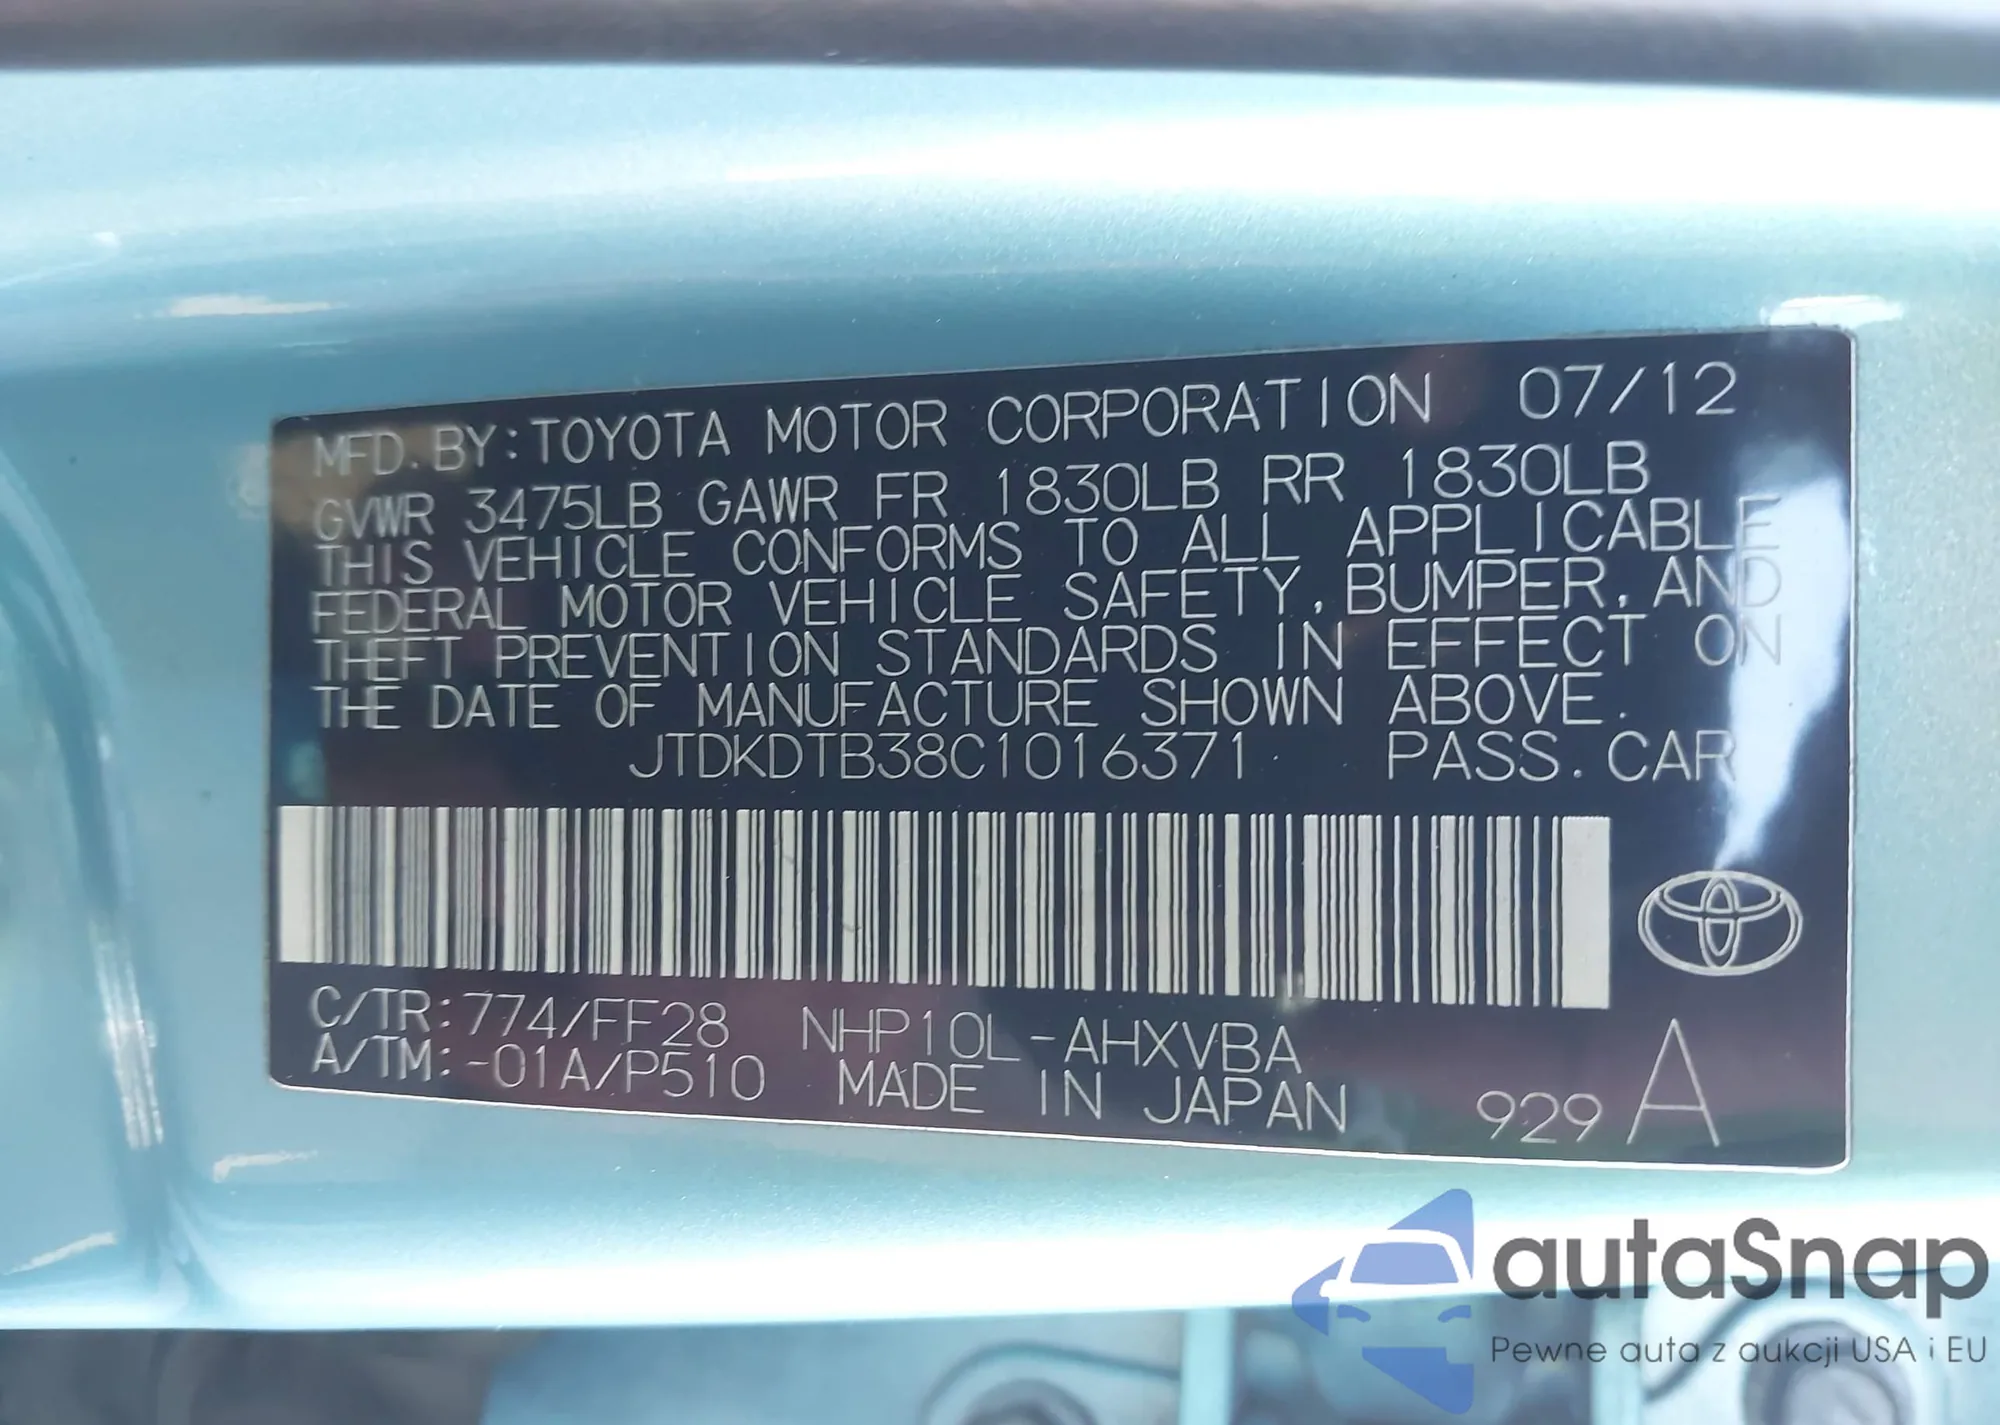 MFD. BY: TOYOTA MOTOR CORPORATION 07/12
GVWR 3475LB GAWR FR 1830LB RR 1830LB
THIS VEHICLE CONFORMS TO ALL APPLICABLE
FEDERAL MOTOR VEHICLE SAFETY, BUMPER, AND
THEFT PREVENTION STANDARDS IN EFFECT ON
THE DATE OF MANUFACTURE SHOWN ABOVE.
JTDKDTB38C1016371 PASS. CAR
C/TR:774/FF28 NHP10L-AHXVBA
A/TM:-01A/P510 MADE IN JAPAN 929 A
autaSnap
Pewne auta z aukcji USA i EU